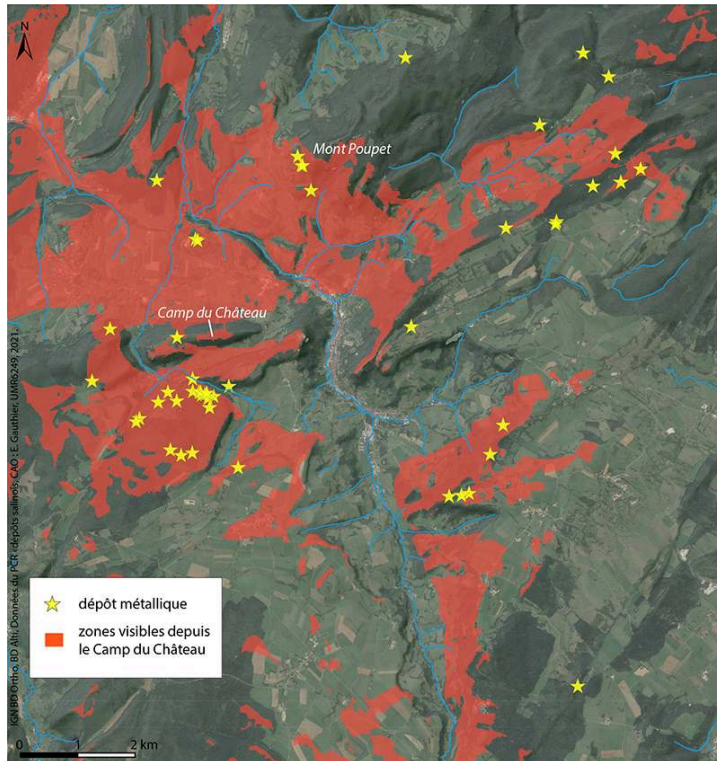 N
Mont Poupet
Camp du Château
dépôt métallique
zones visibles depuis
le Camp du Château
0 1 2 km
IGN BD Ortho, BD Alti, Données du PCR «dépôts salinois, CAO : E. Gauthier, UMR6249, 2021.